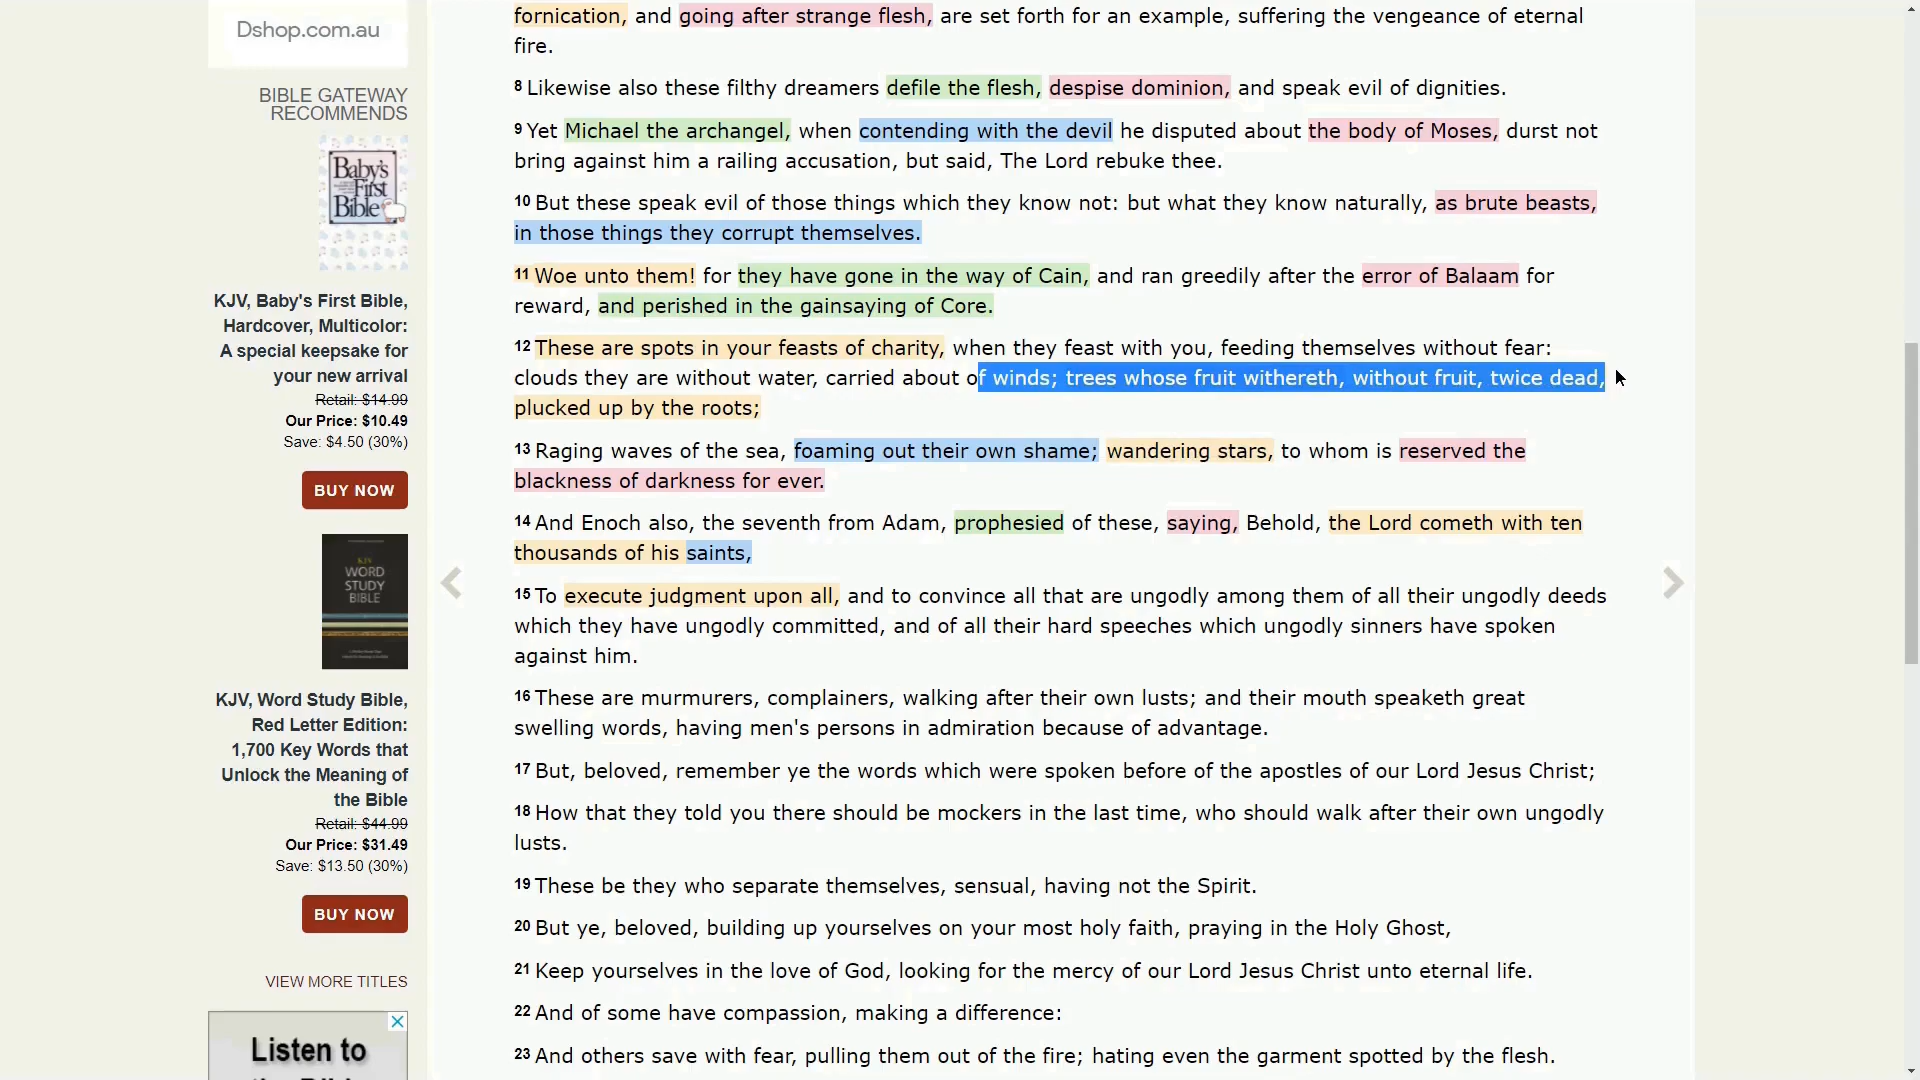 Dshop.com.au
BIBLE GATEWAY
RECOMMENDS
Baby's
First
Bible
KJV, Baby's First Bible,
Hardcover, Multicolor:
A special keepsake for
your new arrival
Retail: $14.99
Our Price: $10.49
Save: $4.50 (30%)
BUY NOW
KJV
WORD
STUDY
BIBLE
KJV, Word Study Bible,
Red Letter Edition:
1,700 Key Words that
Unlock the Meaning of
the Bible
Retail: $44.99
Our Price: $31.49
Save: $13.50 (30%)
BUY NOW
VIEW MORE TITLES
Listen to
fornication, and going after strange flesh, are set forth for an example, suffering the vengeance of eternal
fire.
8 Likewise also these filthy dreamers defile the flesh, despise dominion, and speak evil of dignities.
9 Yet Michael the archangel, when contending with the devil he disputed about the body of Moses, durst not
bring against him a railing accusation, but said, The Lord rebuke thee.
10 But these speak evil of those things which they know not: but what they know naturally, as brute beasts,
in those things they corrupt themselves.
11 Woe unto them! for they have gone in the way of Cain, and ran greedily after the error of Balaam for
reward, and perished in the gainsaying of Core.
12 These are spots in your feasts of charity, when they feast with you, feeding themselves without fear:
clouds they are without water, carried about of winds; trees whose fruit withereth, without fruit, twice dead,
plucked up by the roots;
13 Raging waves of the sea, foaming out their own shame; wandering stars, to whom is reserved the
blackness of darkness for ever.
14 And Enoch also, the seventh from Adam, prophesied of these, saying, Behold, the Lord cometh with ten
thousands of his saints,
15 To execute judgment upon all, and to convince all that are ungodly among them of all their ungodly deeds
which they have ungodly committed, and of all their hard speeches which ungodly sinners have spoken
against him.
16 These are murmurers, complainers, walking after their own lusts; and their mouth speaketh great
swelling words, having men's persons in admiration because of advantage.
17 But, beloved, remember ye the words which were spoken before of the apostles of our Lord Jesus Christ;
18 How that they told you there should be mockers in the last time, who should walk after their own ungodly
lusts.
19 These be they who separate themselves, sensual, having not the Spirit.
20 But ye, beloved, building up yourselves on your most holy faith, praying in the Holy Ghost,
21 Keep yourselves in the love of God, looking for the mercy of our Lord Jesus Christ unto eternal life.
22 And of some have compassion, making a difference:
23 And others save with fear, pulling them out of the fire; hating even the garment spotted by the flesh.